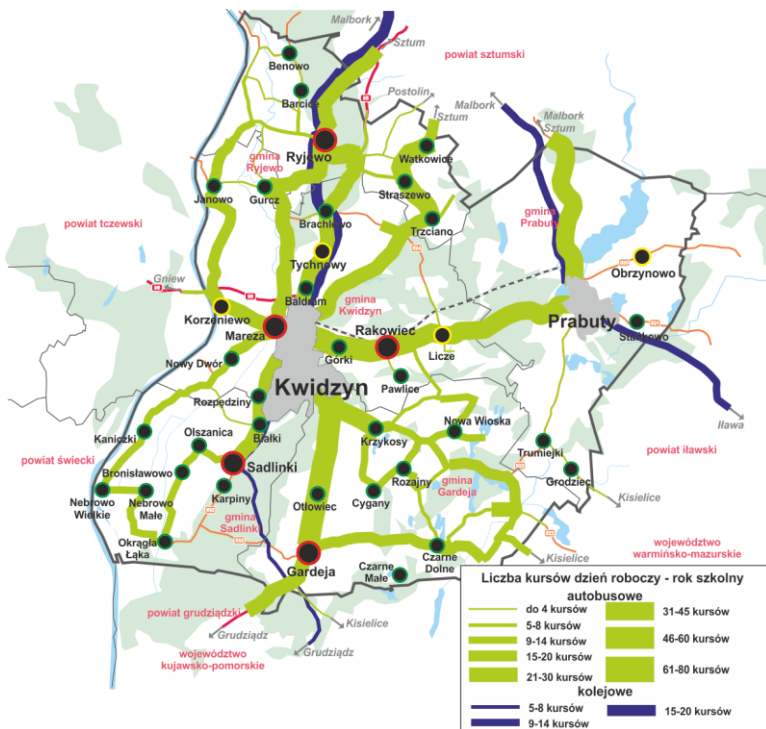 Malbork
Sztum
powiat sztumski
Benowo
Barcice
Postolin
Sztum
Malbork
Malbork
Sztum
Ryjewo
gmina
Ryjewo
Watkowice
Janowo
Gurcz
Straszewo
gmina
Prabuty
powiat tczewski
Brachlewo
Trzciano
Tychnowy
Obrzynowo
Gniew
Baldram
gmina
Kwidzyn
Korzeniewo
Mareza
Rakowiec
Prabuty
Stańkowo
Górki
Licze
Nowy Dwór
Kwidzyn
Pawlice
Rozpędziny
Iława
Kaniczki
Olszanica
Białki
Krzykosy
Nowa Wioska
Trumiejki
powiat iławski
powiat świecki
Bronisławowo
Sadlinki
Rozajny
gmina
Gardeja
Grodziec
Nebrowo
Wielkie
Nebrowo
Małe
Karpiny
Otłowiec
Cygany
Kisielice
gmina
Sadlinki
Okrągła
Łąka
Gardeja
Czarne
Dolne
Kisielice
województwo
warmińsko-mazurskie
Czarne
Małe
powiat grudziądzki
Grudziądz
Kisielice
województwo
kujawsko-pomorskie
Grudziądz
Liczba kursów dzień roboczy - rok szkolny
autobusowe
do 4 kursów
5-8 kursów
9-14 kursów
15-20 kursów
21-30 kursów
31-45 kursów
46-60 kursów
61-80 kursów
kolejowe
5-8 kursów
9-14 kursów
15-20 kursów